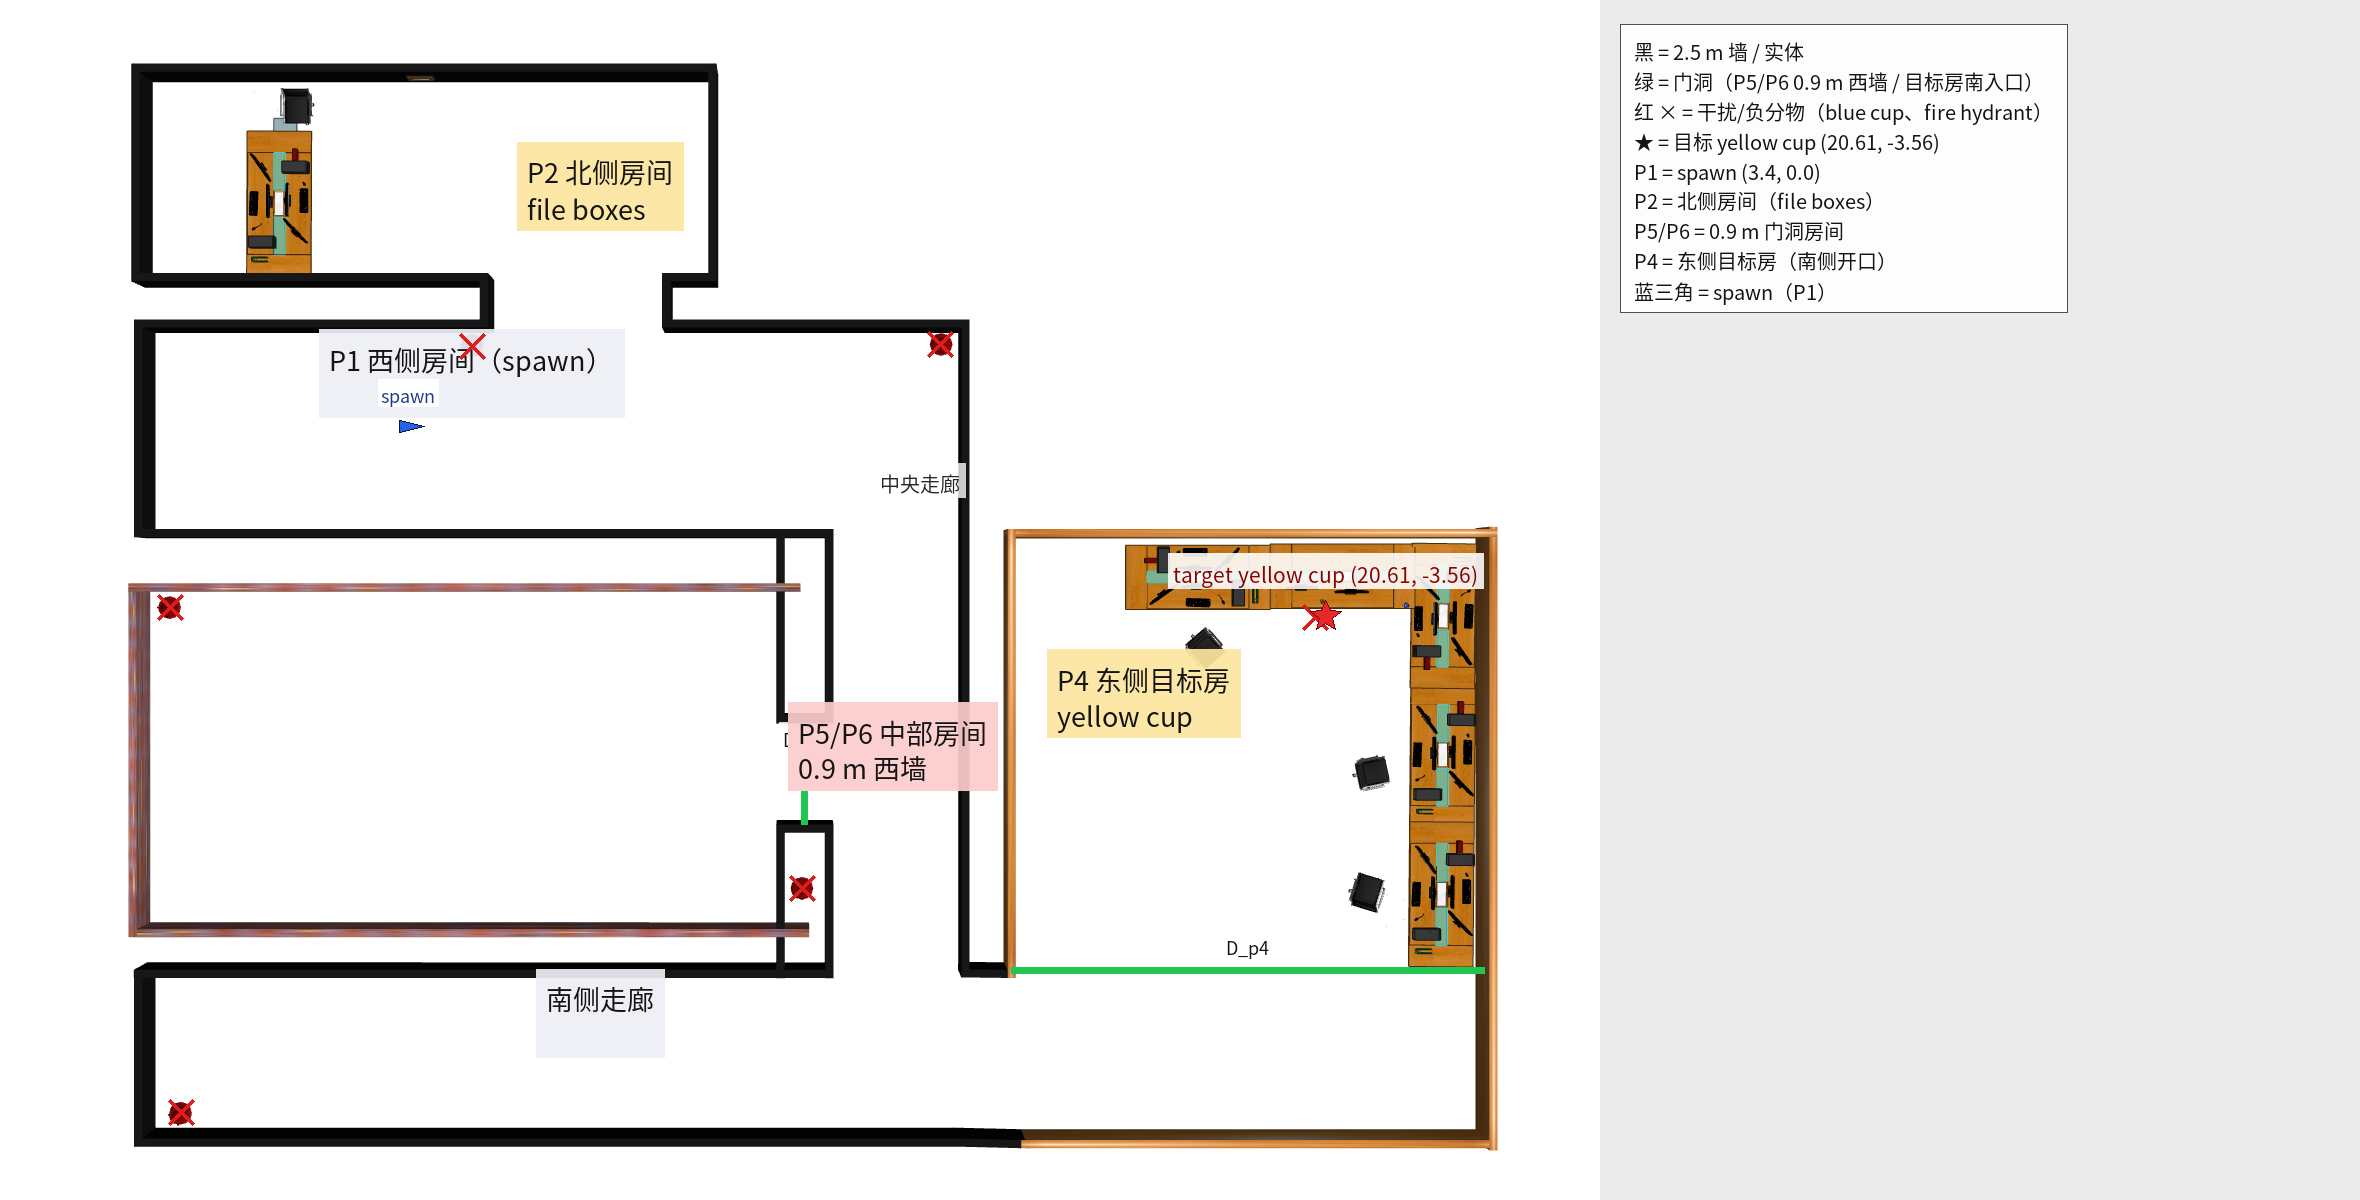 P2 北侧房间
file boxes
P1 西侧房间（spawn）
spawn
中央走廊
target yellow cup (20.61, -3.56)
P4 东侧目标房
yellow cup
P5/P6 中部房间
0.9 m 西墙
D_p4
南侧走廊
黑 = 2.5 m 墙 / 实体
绿 = 门洞（P5/P6 0.9 m 西墙 / 目标房南入口）
红 × = 干扰/负分物（blue cup、fire hydrant）
★ = 目标 yellow cup (20.61, -3.56)
P1 = spawn (3.4, 0.0)
P2 = 北侧房间（file boxes）
P5/P6 = 0.9 m 门洞房间
P4 = 东侧目标房（南侧开口）
蓝三角 = spawn（P1）